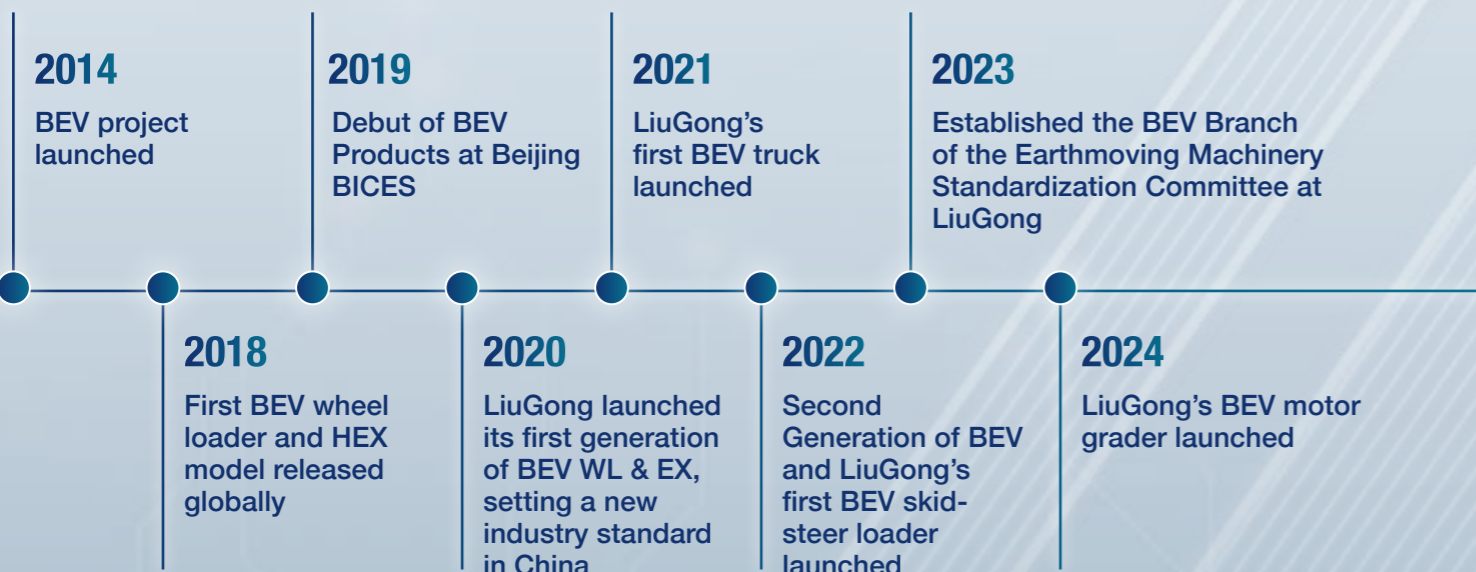 2014
BEV project
launched
2019
Debut of BEV
Products at Beijing
BICES
2021
LiuGong’s
first BEV truck
launched
2023
Established the BEV Branch
of the Earthmoving Machinery
Standardization Committee at
LiuGong
2018
First BEV wheel
loader and HEX
model released
globally
2020
LiuGong launched
its first generation
of BEV WL & EX,
setting a new
industry standard
in China
2022
Second
Generation of BEV
and LiuGong’s
first BEV skid-
steer loader
launched
2024
LiuGong’s BEV motor
grader launched